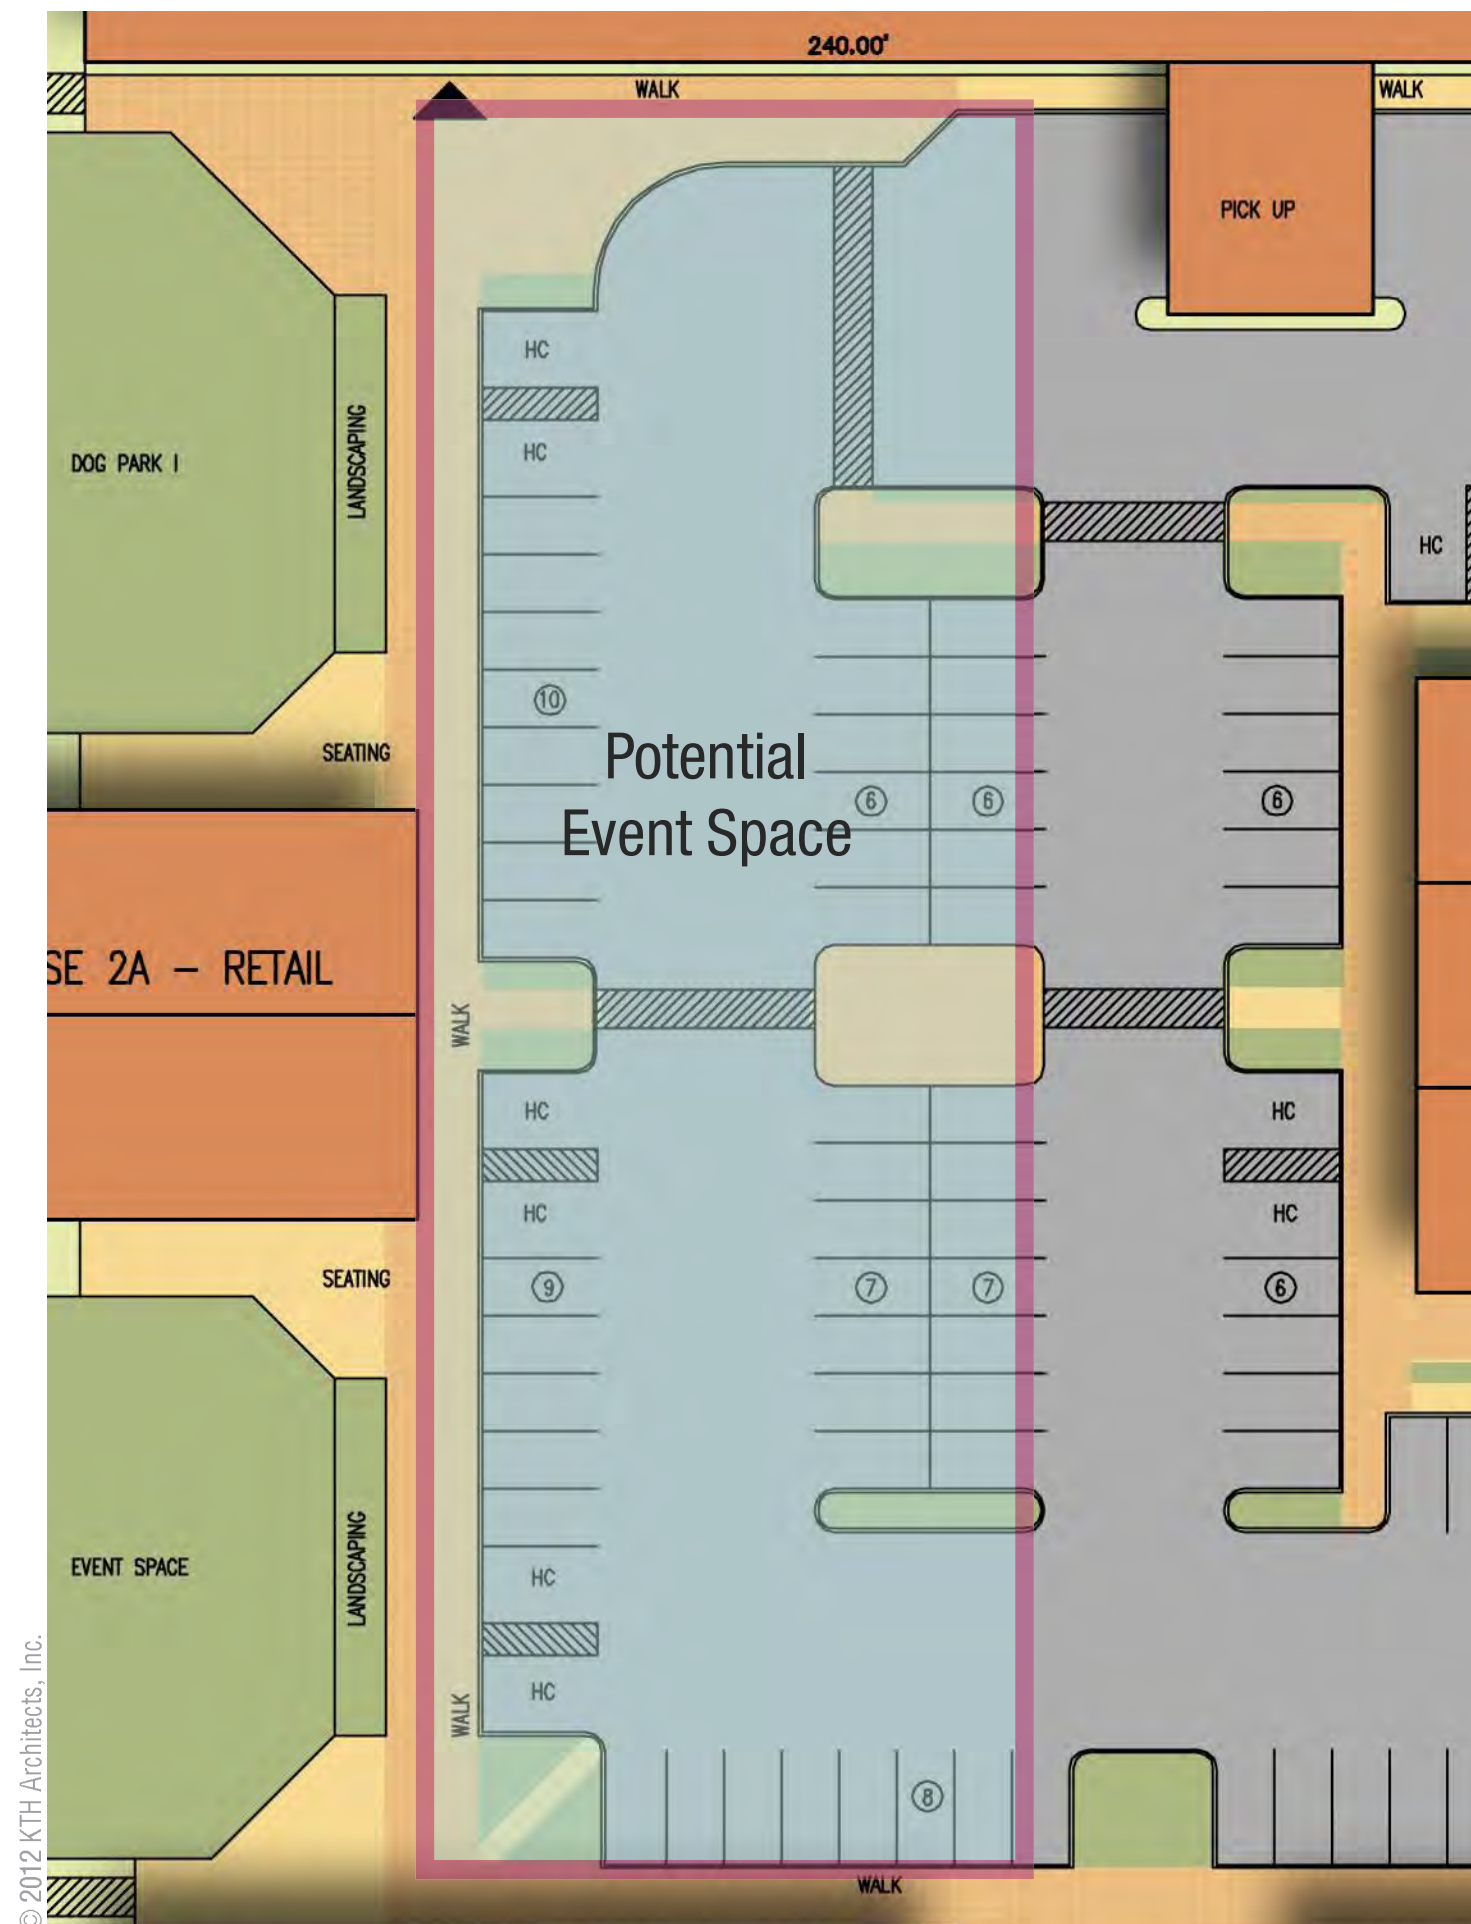 240.00'
WALK
WALK
PICK UP
HC
HC
DOG PARK I
LANDSCAPING
HC
10
Potential
Event Space
6
6
6
SEATING
SE 2A – RETAIL
WALK
HC
HC
HC
HC
9
7
7
6
SEATING
EVENT SPACE
LANDSCAPING
HC
HC
WALK
8
WALK
© 2012 KTH Architects, Inc.